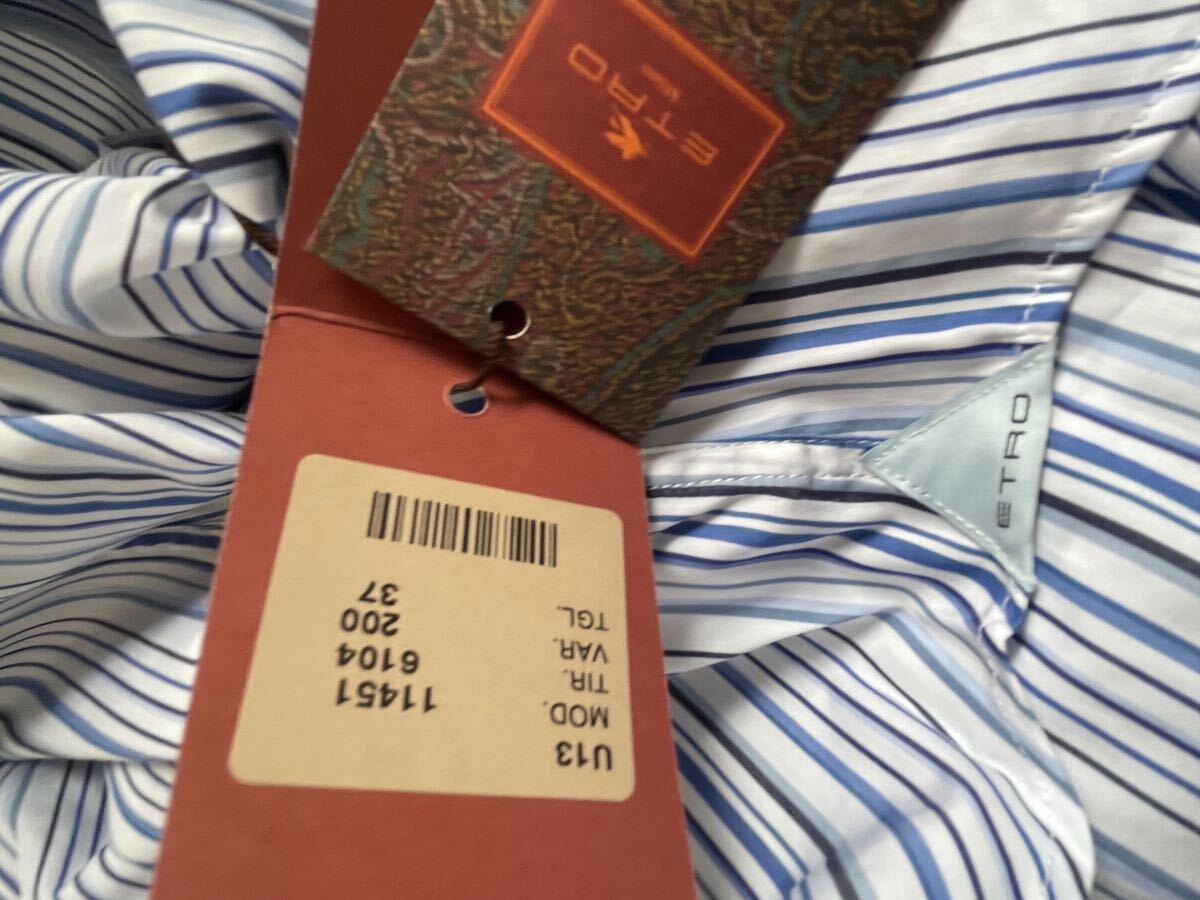 ETRO
ETRO
U13
MOD. 11451
TIR. 6104
VAR. 200
TGL. 37